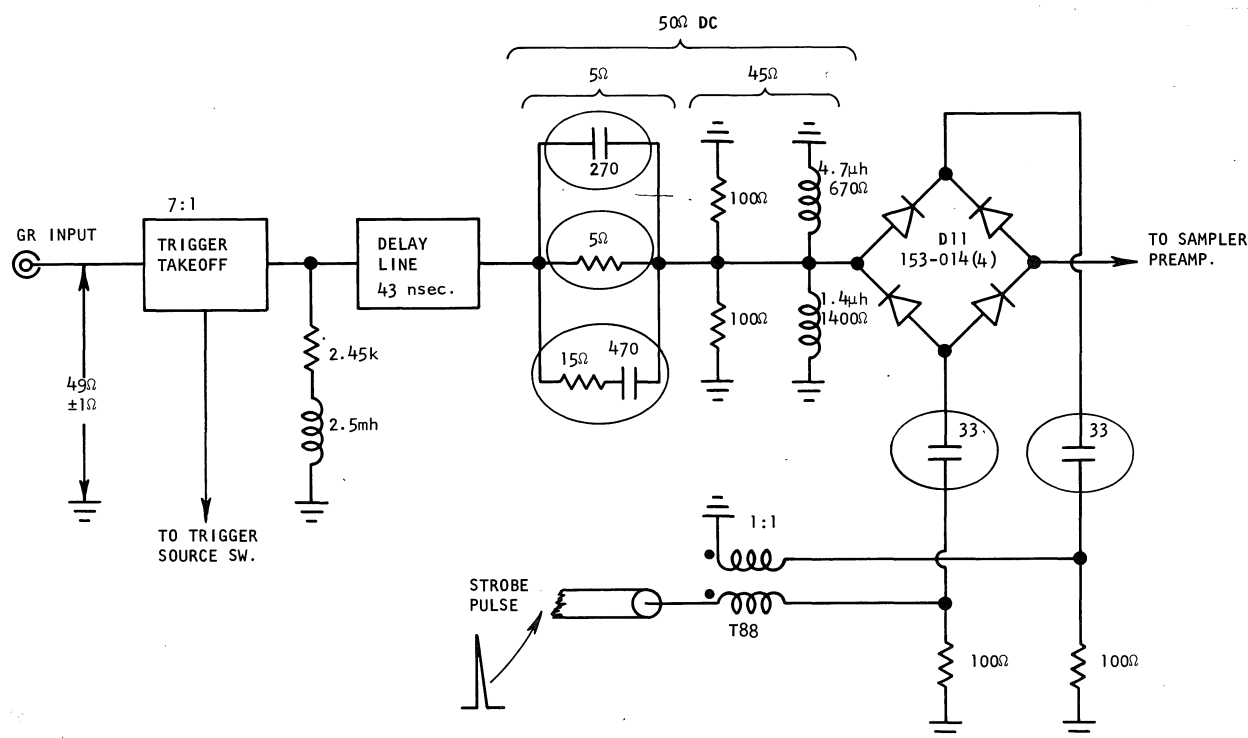 50Ω DC
5Ω
45Ω
270
4.7µh
670Ω
100Ω
7:1
GR INPUT
TRIGGER
TAKEOFF
DELAY
LINE
43 nsec.
5Ω
D11
153-014(4)
TO SAMPLER
PREAMP.
1.4µh
1400Ω
100Ω
15Ω
470
2.45k
49Ω
±1Ω
2.5mh
33
33
TO TRIGGER
SOURCE SW.
1:1
STROBE
PULSE
T88
100Ω
100Ω